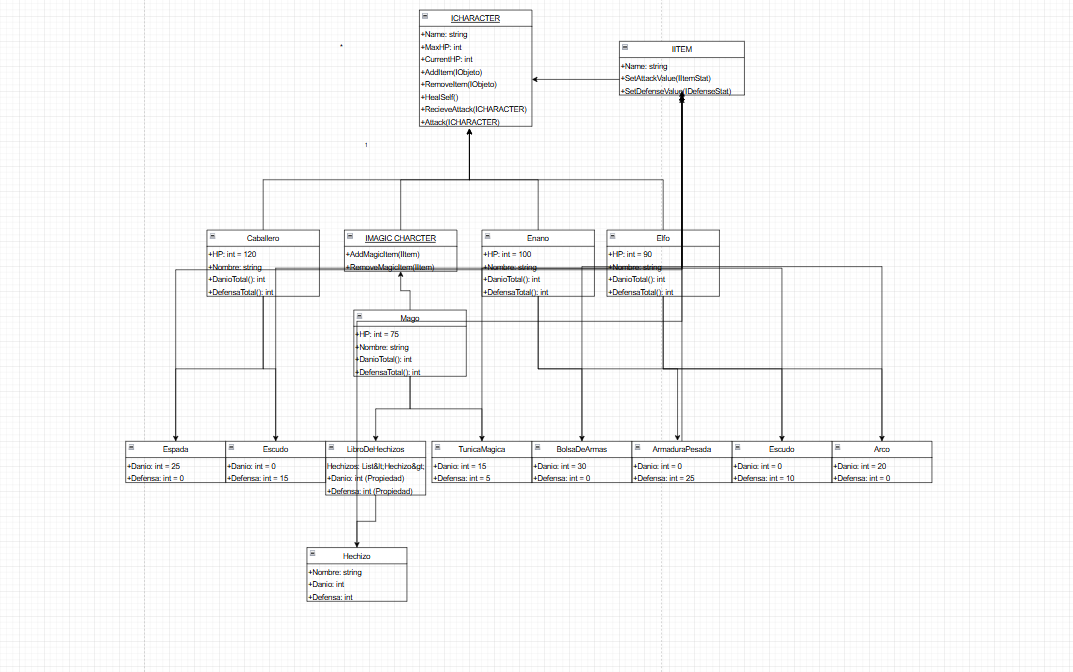 ICHARACTER
+Name: string
+MaxHP: int
+CurrentHP: int
+AddItem(IObjeto)
+RemoveItem(IObjeto)
+HealSelf()
+RecieveAttack(ICHARACTER)
+Attack(ICHARACTER)
IITEM
+Name: string
+SetAttackValue(IItemStat)
+SetDefenseValue(IDefenseStat)
*
1
Caballero
+HP: int = 120
+Nombre: string
+DanioTotal(): int
+DefensaTotal(): int
IMAGIC CHARCTER
+AddMagicItem(IItem)
+RemoveMagicItem(IItem)
Enano
+HP: int = 100
+Nombre: string
+DanioTotal(): int
+DefensaTotal(): int
Elfo
+HP: int = 90
+Nombre: string
+DanioTotal(): int
+DefensaTotal(): int
Mago
+HP: int = 75
+Nombre: string
+DanioTotal(): int
+DefensaTotal(): int
Espada
+Danio: int = 25
+Defensa: int = 0
Escudo
+Danio: int = 0
+Defensa: int = 15
LibroDeHechizos
Hechizos: List&lt;Hechizo&gt;
+Danio: int (Propiedad)
+Defensa: int (Propiedad)
TunicaMagica
+Danio: int = 15
+Defensa: int = 5
BolsaDeArmas
+Danio: int = 30
+Defensa: int = 0
ArmaduraPesada
+Danio: int = 0
+Defensa: int = 25
Escudo
+Danio: int = 0
+Defensa: int = 10
Arco
+Danio: int = 20
+Defensa: int = 0
Hechizo
+Nombre: string
+Danio: int
+Defensa: int